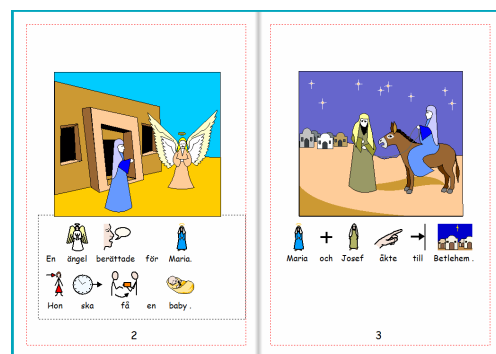 En ängel berättade för Maria.
Hon ska få en baby .
2
Maria och Josef åkte till Betlehem .
3